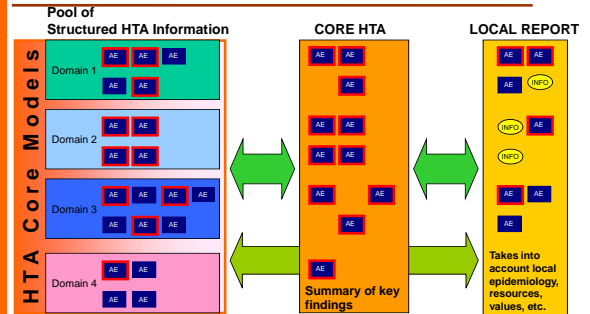 Pool of
Structured HTA Information
CORE HTA
LOCAL REPORT
HTA Core Models
Domain 1
AE AE AE
AE AE
Domain 2
AE AE
AE AE
Domain 3
AE AE AE AE
AE AE AE
Domain 4
AE AE
AE AE
AE AE
AE
AE AE
AE AE
AE AE
AE
AE
Summary of key
findings
AE AE
AE INFO
INFO AE
INFO
AE AE
AE
Takes into
account local
epidemiology,
resources,
values, etc.